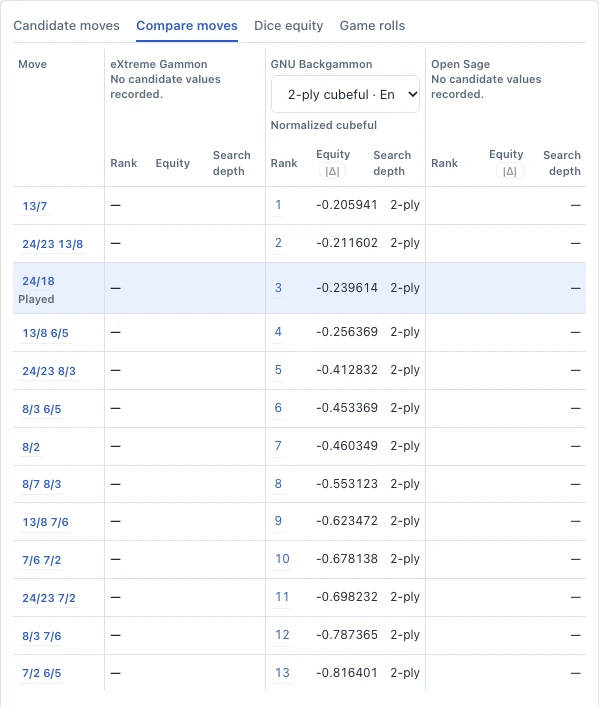 Candidate moves Compare moves Dice equity Game rolls
Move eXtreme Gammon GNU Backgammon Open Sage
No candidate values recorded. 2-ply cubeful · En No candidate values recorded.
Normalized cubeful
Rank Equity Search depth Rank Equity |Δ| Search depth Rank Equity |Δ| Search depth
13/7 — 1 -0.205941 2-ply —
24/23 13/8 — 2 -0.211602 2-ply —
24/18 Played — 3 -0.239614 2-ply —
13/8 6/5 — 4 -0.256369 2-ply —
24/23 8/3 — 5 -0.412832 2-ply —
8/3 6/5 — 6 -0.453369 2-ply —
8/2 — 7 -0.460349 2-ply —
8/7 8/3 — 8 -0.553123 2-ply —
13/8 7/6 — 9 -0.623472 2-ply —
7/6 7/2 — 10 -0.678138 2-ply —
24/23 7/2 — 11 -0.698232 2-ply —
8/3 7/6 — 12 -0.787365 2-ply —
7/2 6/5 — 13 -0.816401 2-ply —